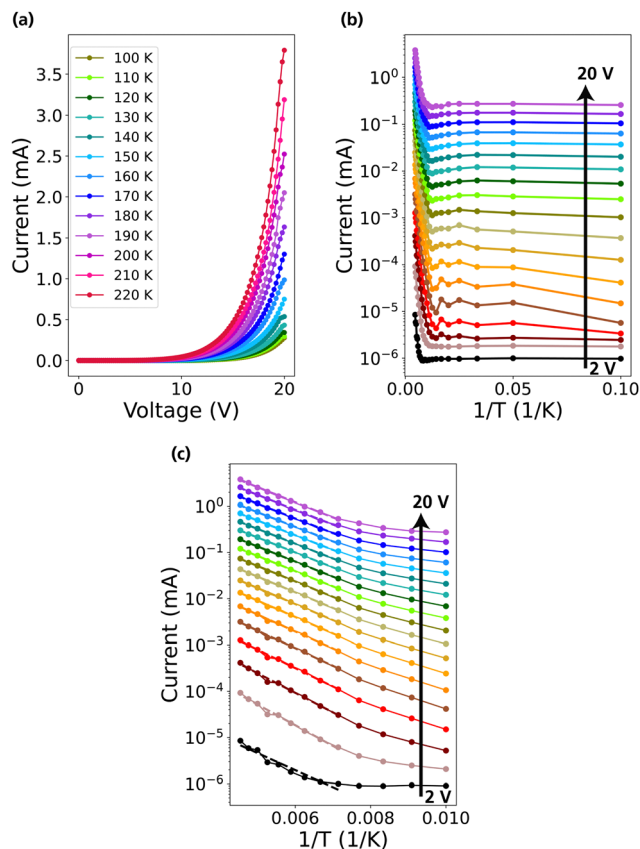 (a)
Current (mA)
3.5
3.0
2.5
2.0
1.5
1.0
0.5
0.0
100 K
110 K
120 K
130 K
140 K
150 K
160 K
170 K
180 K
190 K
200 K
210 K
220 K
0
10
20
Voltage (V)
(b)
Current (mA)
10^0
10^-1
10^-2
10^-3
10^-4
10^-5
10^-6
20 V
2 V
0.00
0.05
0.10
1/T (1/K)
(c)
Current (mA)
10^0
10^-1
10^-2
10^-3
10^-4
10^-5
10^-6
20 V
2 V
0.006
0.008
0.010
1/T (1/K)